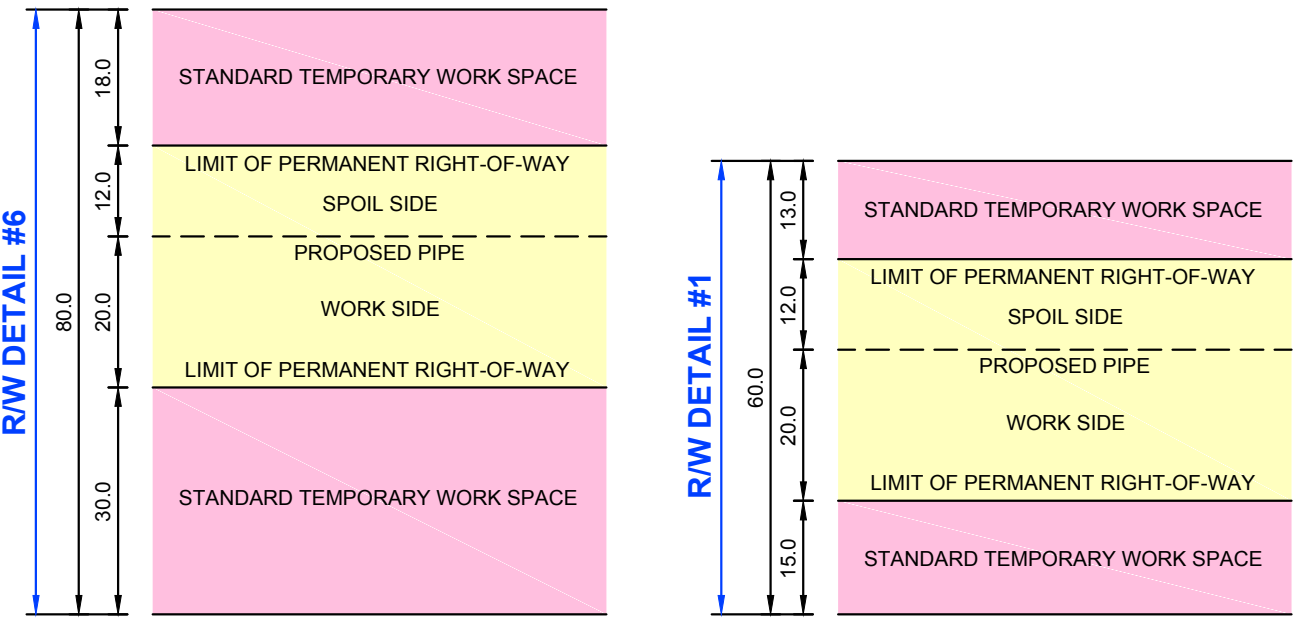 R/W DETAIL #6
80.0
18.0
12.0
20.0
30.0
STANDARD TEMPORARY WORK SPACE
LIMIT OF PERMANENT RIGHT-OF-WAY
SPOIL SIDE
PROPOSED PIPE
WORK SIDE
LIMIT OF PERMANENT RIGHT-OF-WAY
STANDARD TEMPORARY WORK SPACE
R/W DETAIL #1
60.0
13.0
12.0
20.0
15.0
STANDARD TEMPORARY WORK SPACE
LIMIT OF PERMANENT RIGHT-OF-WAY
SPOIL SIDE
PROPOSED PIPE
WORK SIDE
LIMIT OF PERMANENT RIGHT-OF-WAY
STANDARD TEMPORARY WORK SPACE